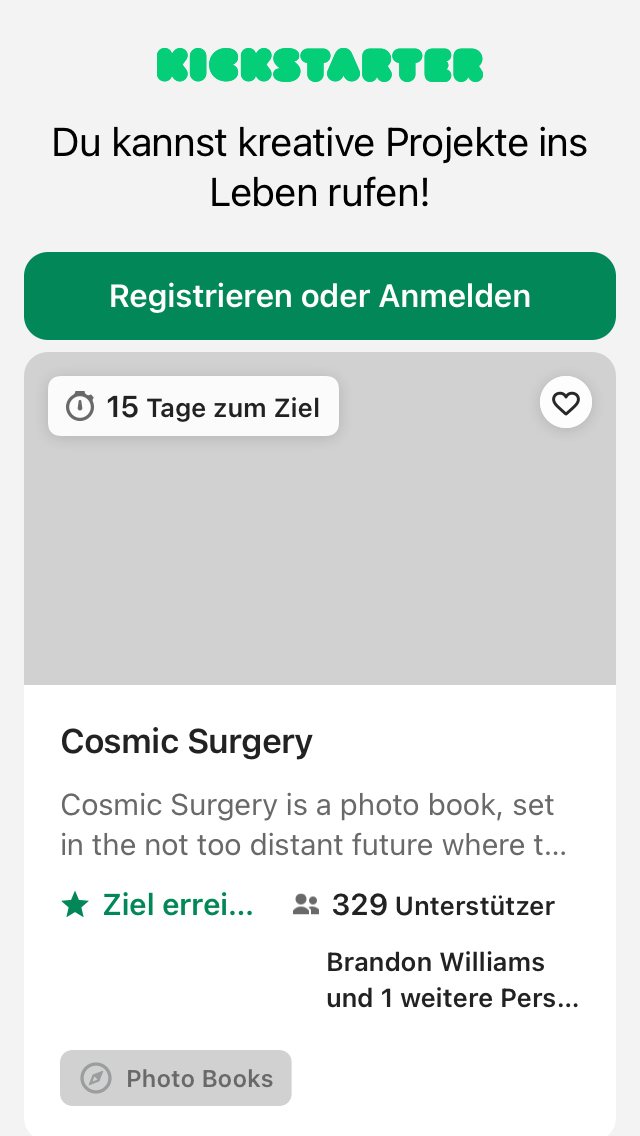 KICKSTARTER
Du kannst kreative Projekte ins
Leben rufen!
Registrieren oder Anmelden
15 Tage zum Ziel
Cosmic Surgery
Cosmic Surgery is a photo book, set
in the not too distant future where t...
Ziel errei...
329 Unterstützer
Brandon Williams
und 1 weitere Pers...
Photo Books